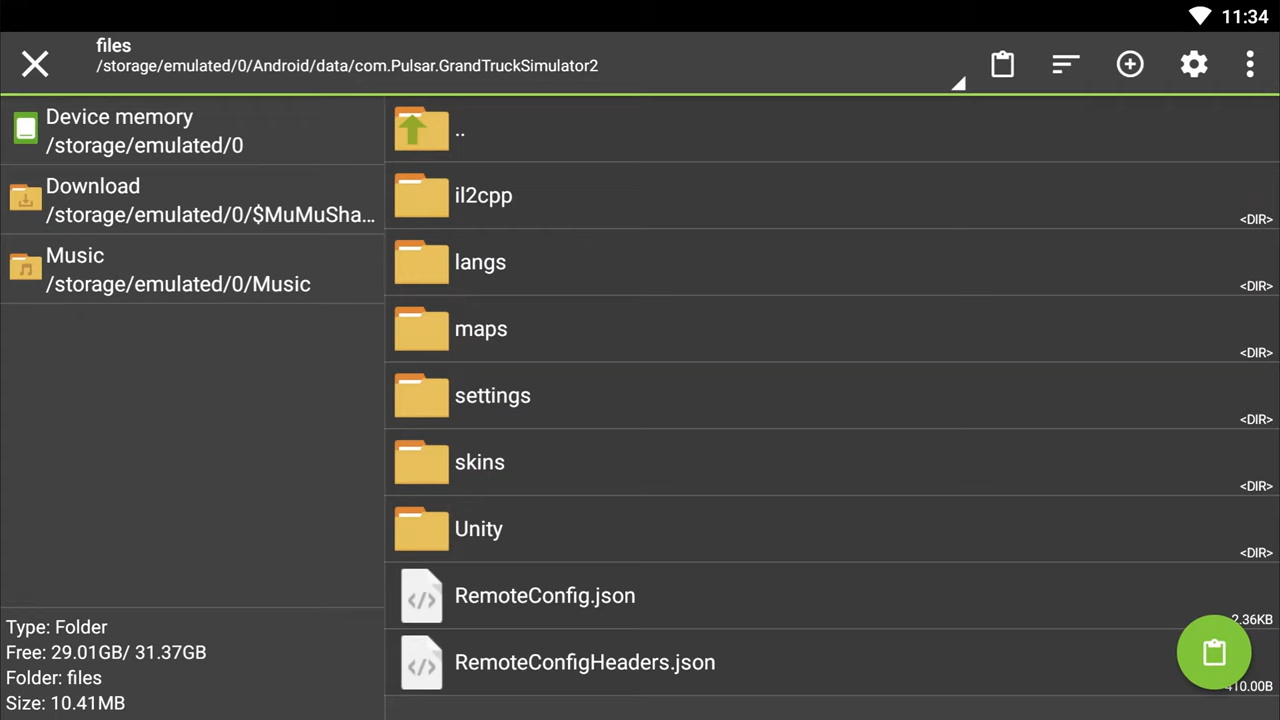 11:34
files
/storage/emulated/0/Android/data/com.Pulsar.GrandTruckSimulator2
Device memory
/storage/emulated/0
Download
/storage/emulated/0/$MuMuSha...
Music
/storage/emulated/0/Music
Type: Folder
Free: 29.01GB/ 31.37GB
Folder: files
Size: 10.41MB
..
il2cpp
<DIR>
langs
<DIR>
maps
<DIR>
settings
<DIR>
skins
<DIR>
Unity
<DIR>
RemoteConfig.json
2.36KB
RemoteConfigHeaders.json
410.00B